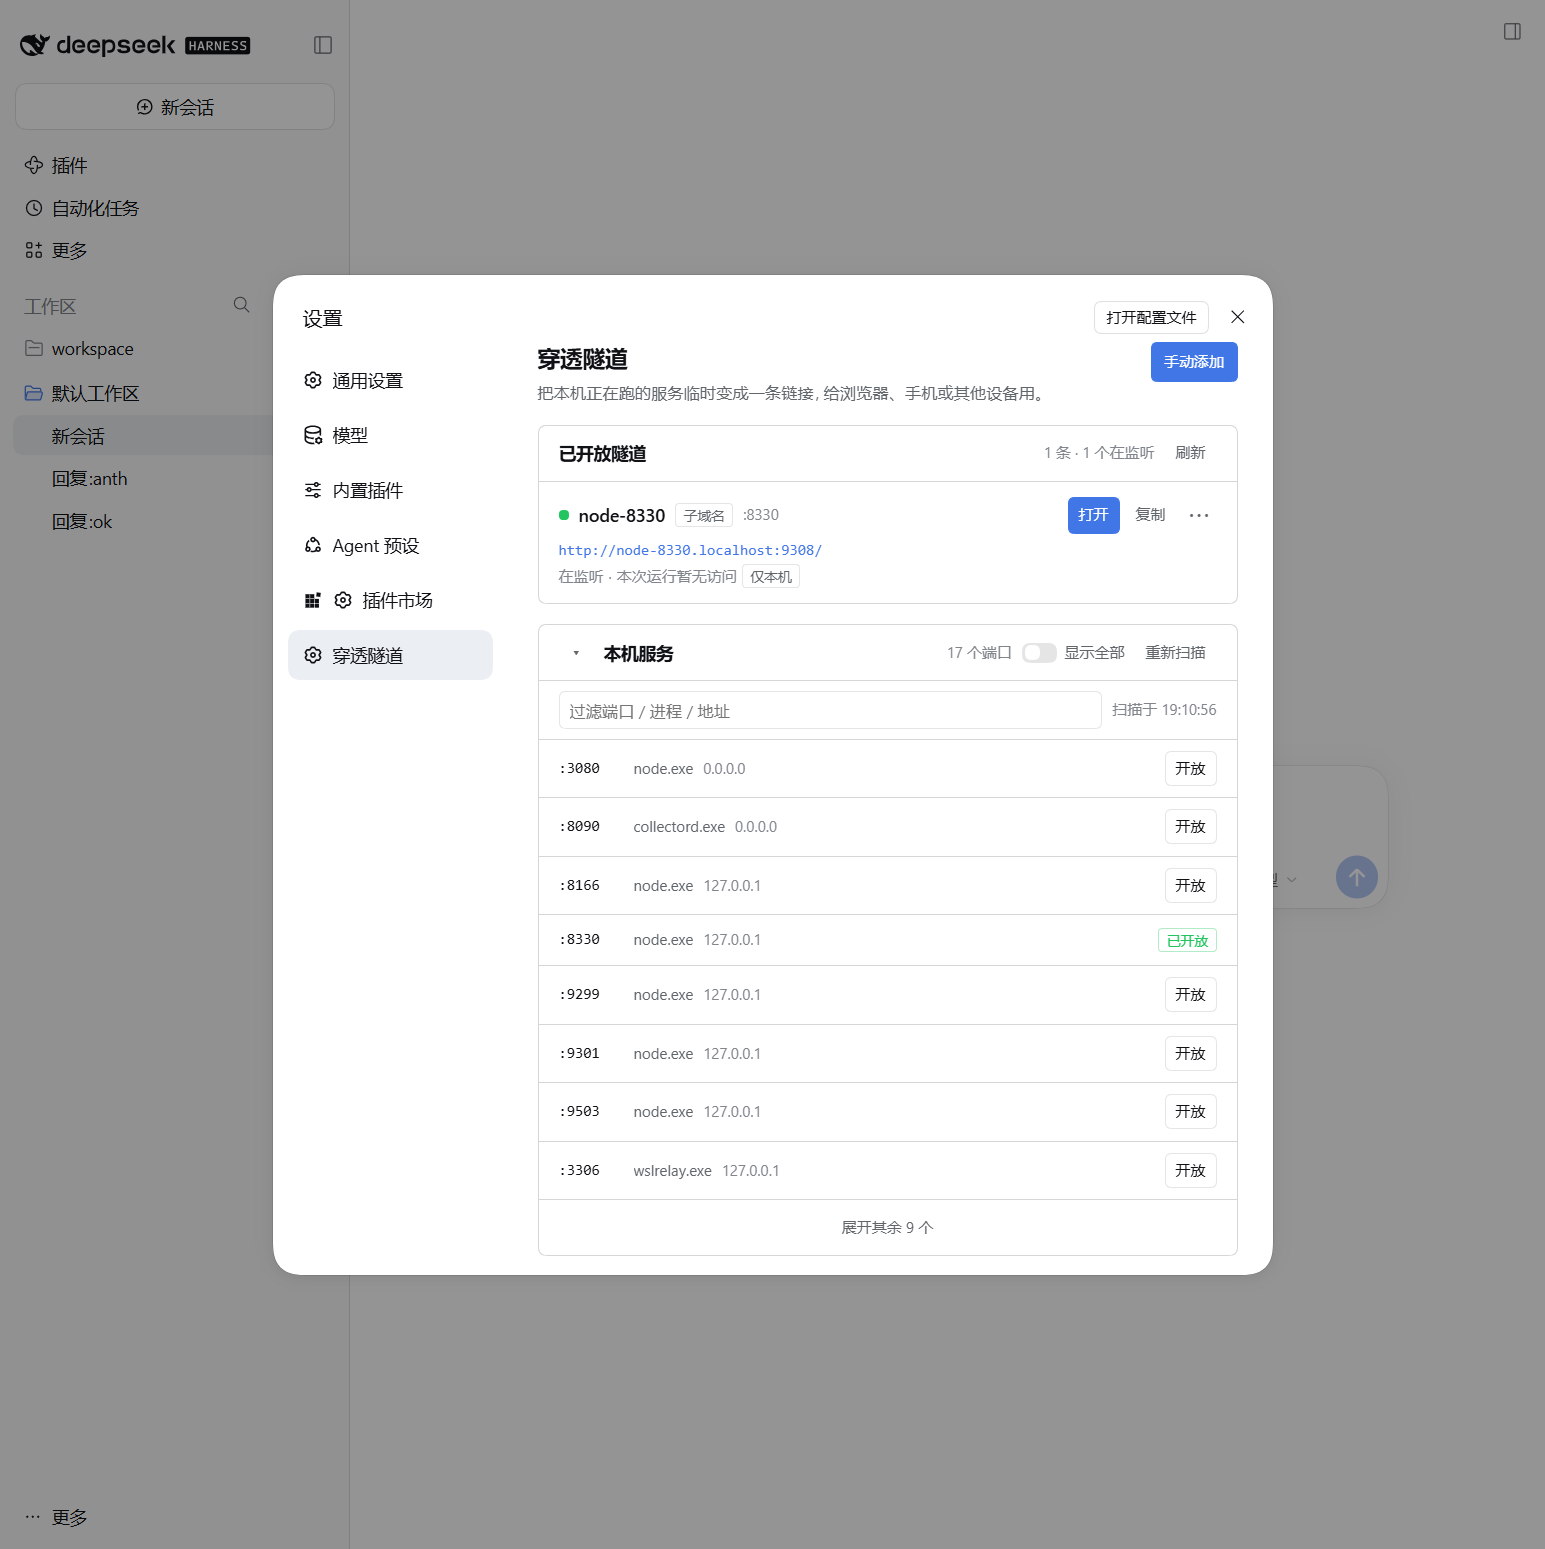 deepseek HARNESS
新会话
插件
自动化任务
更多
工作区
workspace
默认工作区
新会话
回复:anth
回复:ok
更多
设置
打开配置文件
通用设置
模型
内置插件
Agent 预设
插件市场
穿透隧道
穿透隧道
手动添加
把本机正在跑的服务临时变成一条链接,给浏览器、手机或其他设备用。
已开放隧道
1 条 · 1 个在监听
刷新
node-8330 子域名 :8330
打开
复制
http://node-8330.localhost:9308/
在监听 · 本次运行暂无访问 仅本机
本机服务
17 个端口
显示全部
重新扫描
过滤端口 / 进程 / 地址
扫描于 19:10:56
:3080 node.exe 0.0.0.0 开放
:8090 collectord.exe 0.0.0.0 开放
:8166 node.exe 127.0.0.1 开放
:8330 node.exe 127.0.0.1 已开放
:9299 node.exe 127.0.0.1 开放
:9301 node.exe 127.0.0.1 开放
:9503 node.exe 127.0.0.1 开放
:3306 wslrelay.exe 127.0.0.1 开放
展开其余 9 个